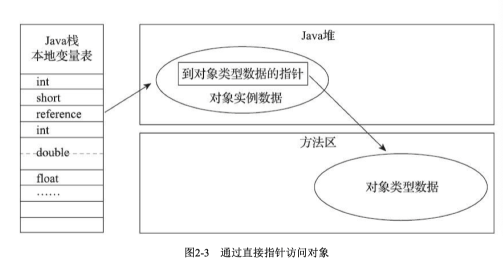 Java栈
本地变量表
int
short
reference
int
double
float
……
Java堆
到对象类型数据的指针
对象实例数据
方法区
对象类型数据
图2-3 通过直接指针访问对象